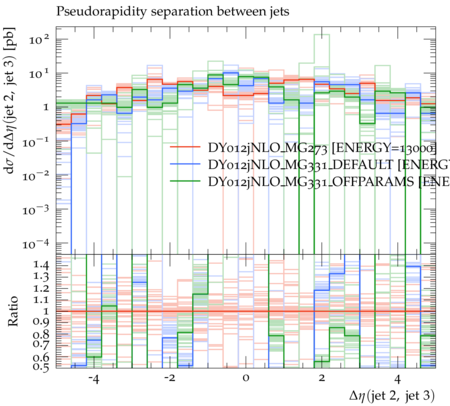 Pseudorapidity separation between jets
dσ/dΔη(jet 2, jet 3) [pb]
10²
10¹
1
10⁻¹
10⁻²
10⁻³
10⁻⁴
DY012jNLO_MG273 [ENERGY=13000]
DY012jNLO_MG331_DEFAULT [ENERGY
DY012jNLO_MG331_OFFPARAMS [ENE
Ratio
1.4
1.3
1.2
1.1
1
0.9
0.8
0.7
0.6
0.5
-4 -2 0 2 4
Δη(jet 2, jet 3)